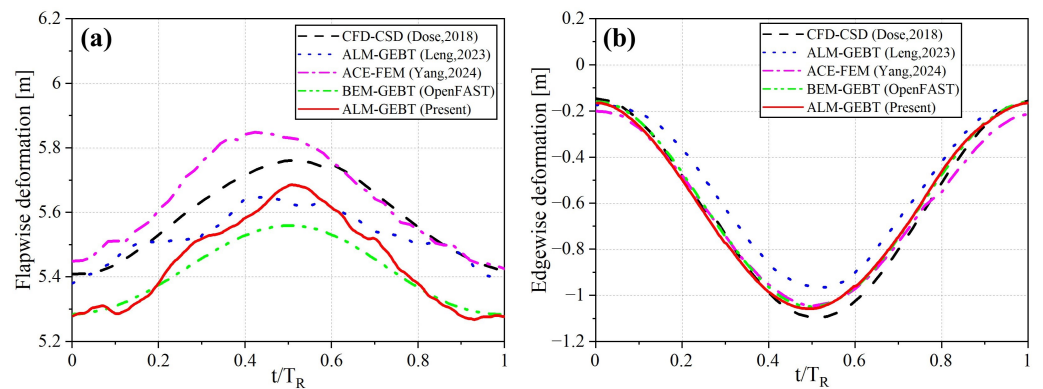 (a)
Flapwise deformation [m]
6.2
6.0
5.8
5.6
5.4
5.2
CFD-CSD (Dose,2018)
ALM-GEBT (Leng,2023)
ACE-FEM (Yang,2024)
BEM-GEBT (OpenFAST)
ALM-GEBT (Present)
0 0.2 0.4 0.6 0.8 1
t/TR
(b)
Edgewise deformation [m]
0.2
0
−0.2
−0.4
−0.6
−0.8
−1
−1.2
CFD-CSD (Dose,2018)
ALM-GEBT (Leng,2023)
ACE-FEM (Yang,2024)
BEM-GEBT (OpenFAST)
ALM-GEBT (Present)
0 0.2 0.4 0.6 0.8 1
t/TR